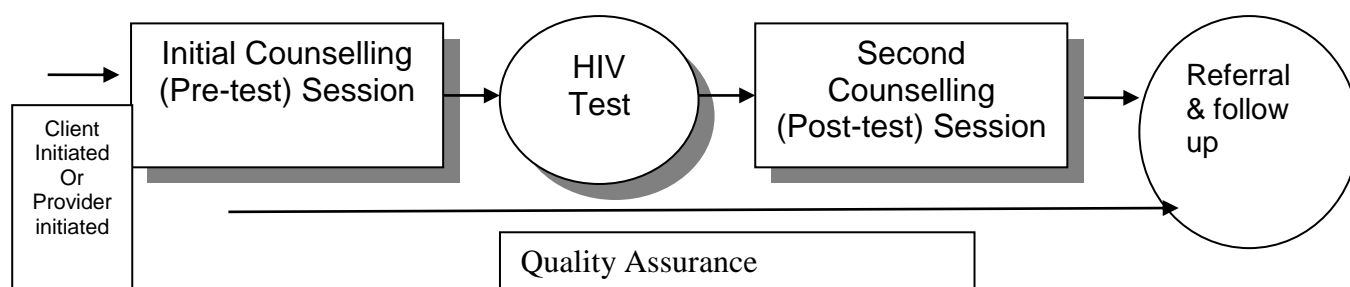 Initial Counselling
(Pre-test) Session
HIV
Test
Second
Counselling
(Post-test) Session
Referral
& follow
up
Client
Initiated
Or
Provider
initiated
Quality Assurance